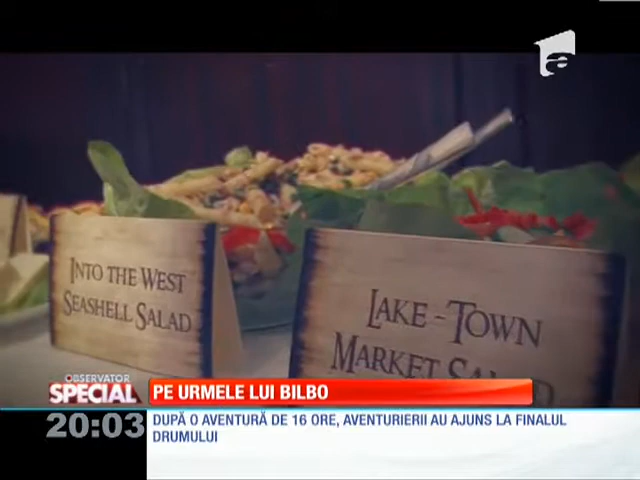 a
INTO THE WEST
SEASHELL SALAD
LAKE-TOWN
MARKET SALAD
OBSERVATOR
SPECIAL
PE URMELE LUI BILBO
20:03
DUPĂ O AVENTURĂ DE 16 ORE, AVENTURIERII AU AJUNS LA FINALUL
DRUMULUI